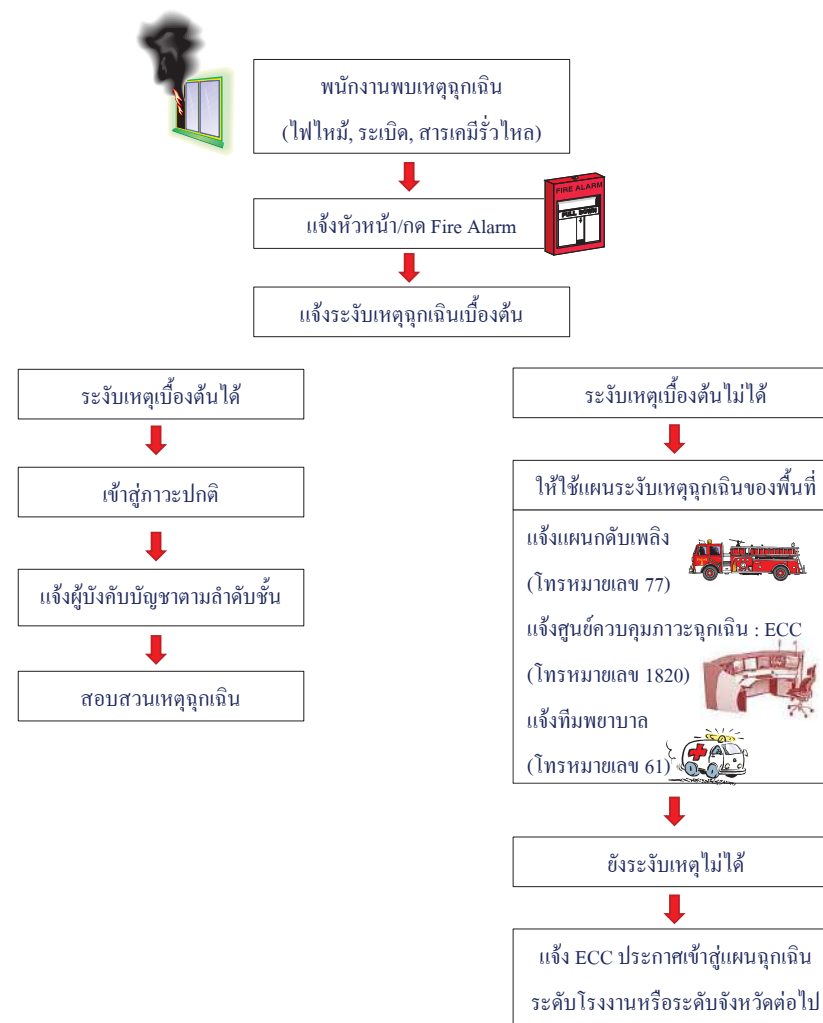 พนักงานพบเหตุฉุกเฉิน
(ไฟไหม้, ระเบิด, สารเคมีรั่วไหล)
FIRE ALARM
PULL DOWN
แจ้งหัวหน้า/กด Fire Alarm
แจ้งระงับเหตุฉุกเฉินเบื้องต้น
ระงับเหตุเบื้องต้นได้
เข้าสู่ภาวะปกติ
แจ้งผู้บังคับบัญชาตามลำดับชั้น
สอบสวนเหตุฉุกเฉิน
ระงับเหตุเบื้องต้นไม่ได้
ให้ใช้แผนระงับเหตุฉุกเฉินของพื้นที่
แจ้งแผนกดับเพลิง
(โทรหมายเลข 77)
แจ้งศูนย์ควบคุมภาวะฉุกเฉิน : ECC
(โทรหมายเลข 1820)
แจ้งทีมพยาบาล
(โทรหมายเลข 61)
ยังระงับเหตุไม่ได้
แจ้ง ECC ประกาศเข้าสู่แผนฉุกเฉิน
ระดับโรงงานหรือระดับจังหวัดต่อไป